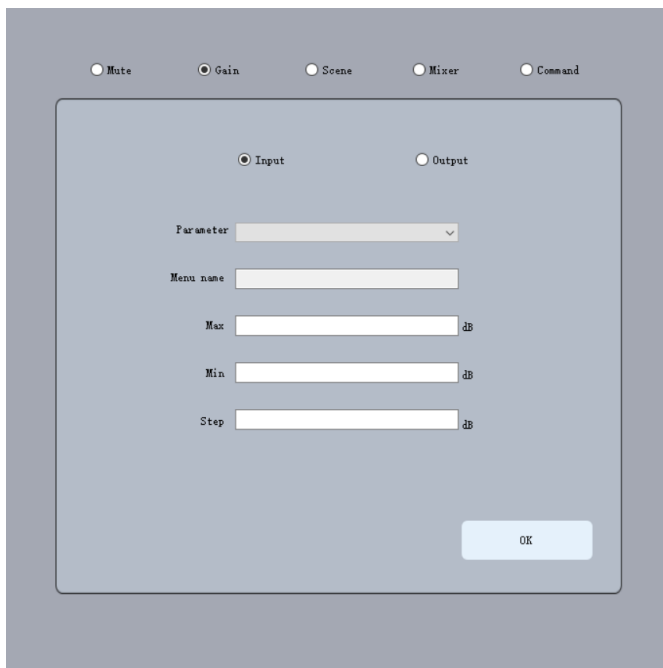 Mute Gain Scene Mixer Command
Input Output
Parameter
Menu name
Max dB
Min dB
Step dB
OK